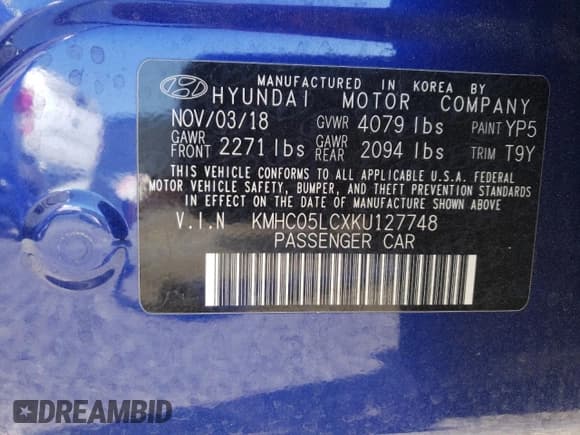 MANUFACTURED IN KOREA BY
HYUNDAI MOTOR COMPANY
NOV/03/18 GVWR 4079 lbs PAINT YP5
GAWR FRONT 2271 lbs GAWR REAR 2094 lbs TRIM T9Y
THIS VEHICLE CONFORMS TO ALL APPLICABLE U.S.A. FEDERAL
MOTOR VEHICLE SAFETY, BUMPER, AND THEFT PREVENTION STANDARDS
IN EFFECT ON THE DATE OF MANUFACTURE SHOWN ABOVE.
V.I.N KMHC05LCXKU127748
PASSENGER CAR
DREAMBID